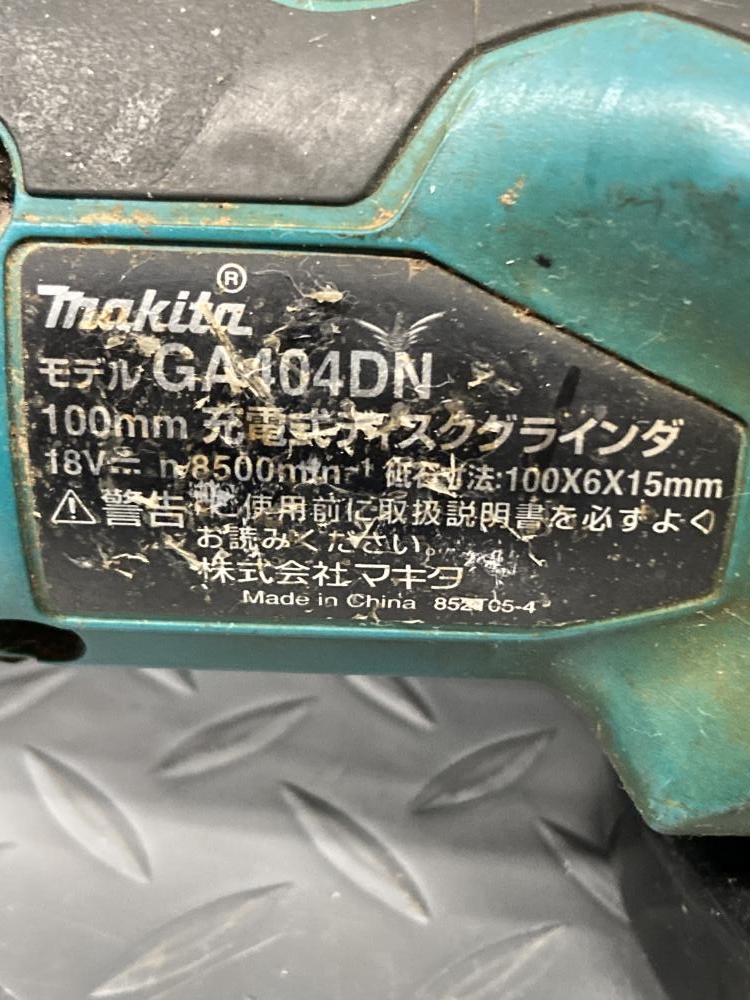 makita®
モデル GA404DN
100mm 充電式ディスクグラインダ
18V⎓ n 8500min⁻¹ 砥石寸法:100X6X15mm
⚠警告 ご使用前に取扱説明書を必ずよく
お読みください。
株式会社マキタ
Made in China